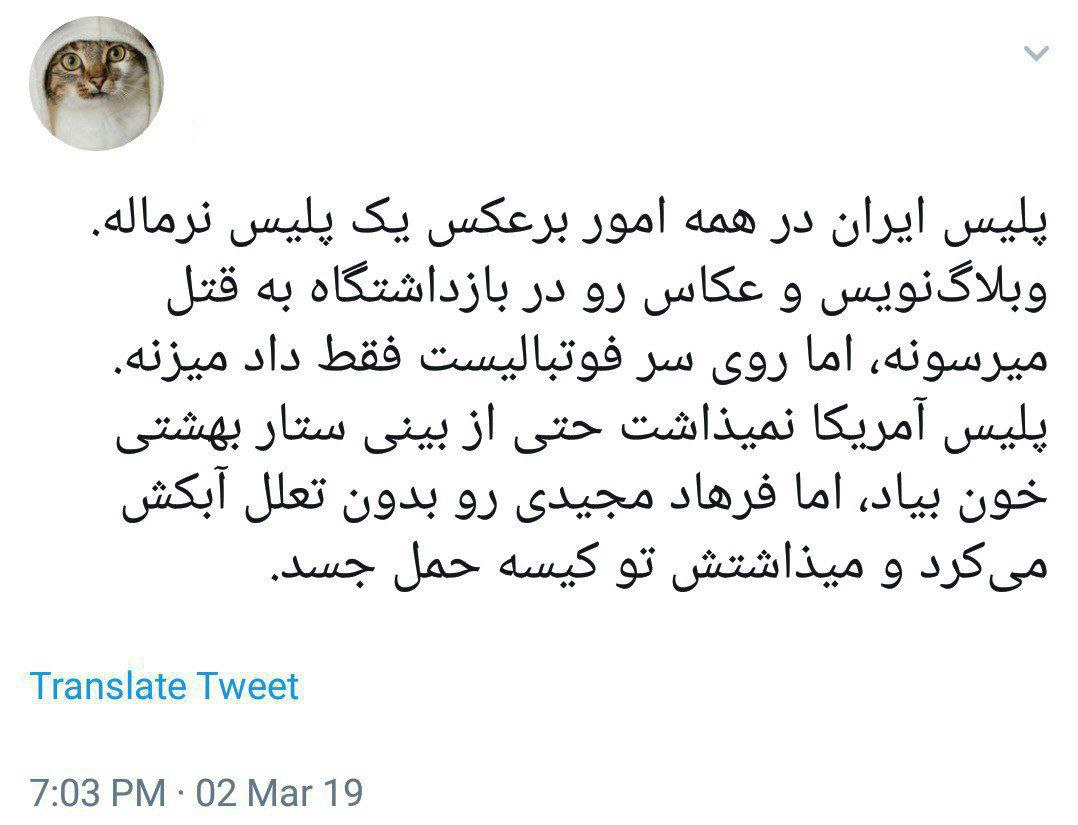 پلیس ایران در همه امور برعکس یک پلیس نرماله.
وبلاگ‌نویس و عکاس رو در بازداشتگاه به قتل
میرسونه، اما روی سر فوتبالیست فقط داد میزنه.
پلیس آمریکا نمیذاشت حتی از بینی ستار بهشتی
خون بیاد، اما فرهاد مجیدی رو بدون تعلل آبکش
می‌کرد و میذاشتش تو کیسه حمل جسد.
Translate Tweet
7:03 PM · 02 Mar 19